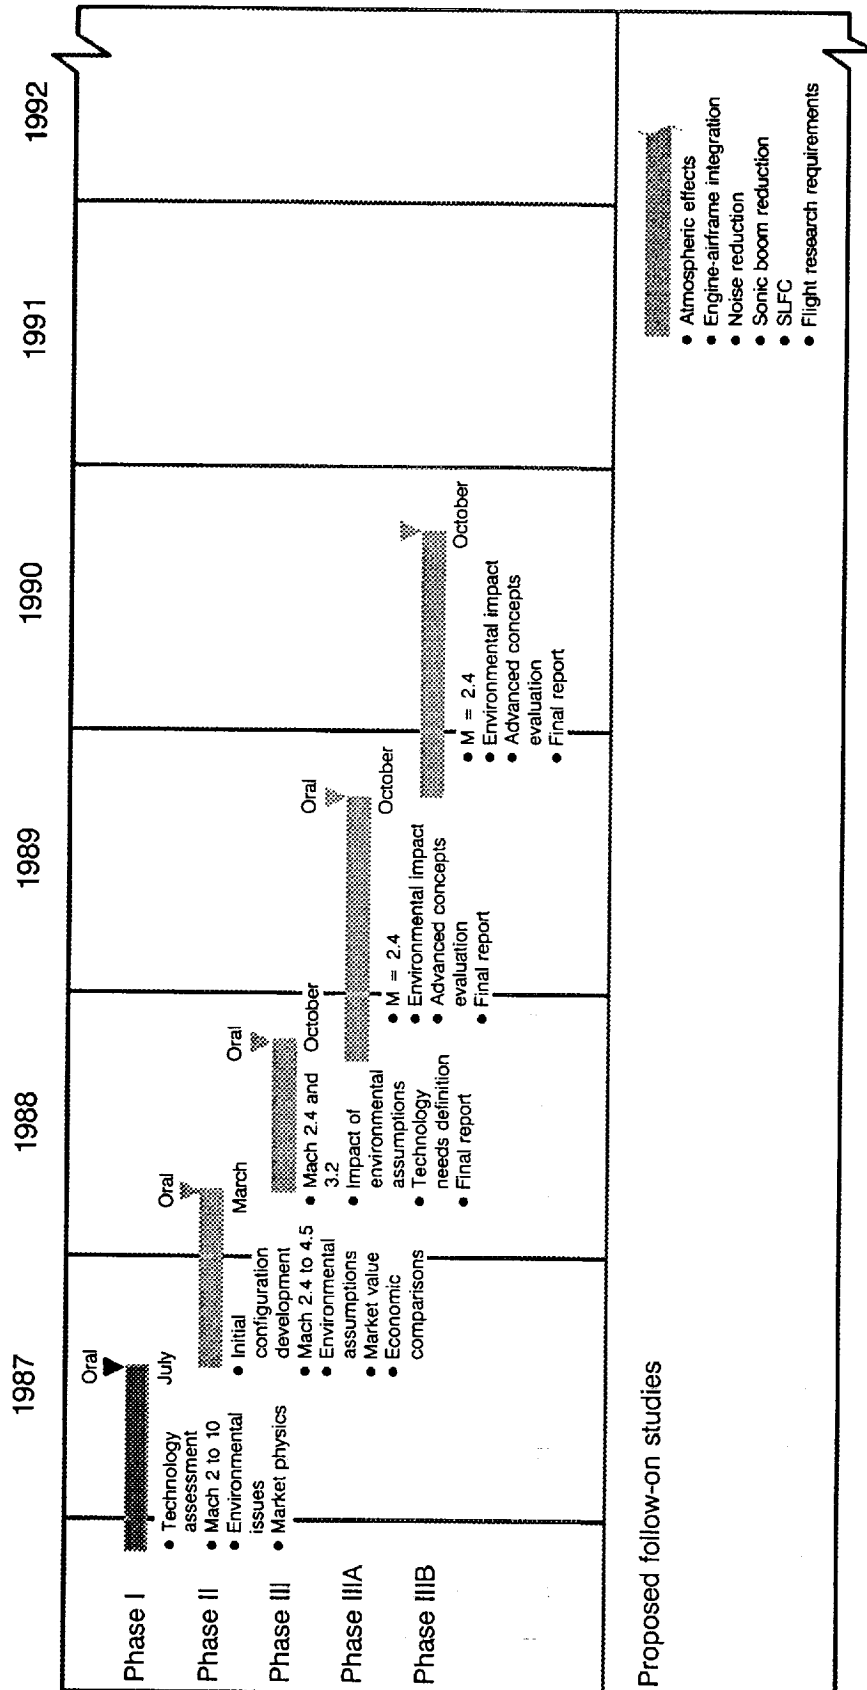 1987
1988
1989
1990
1991
1992
Phase I
Oral
July
• Technology
assessment
• Mach 2 to 10
• Environmental
issues
• Market physics
Phase II
Oral
March
• Initial
configuration
development
• Mach 2.4 to 4.5
• Environmental
assumptions
• Market value
• Economic
comparisons
Phase III
Oral
October
• Mach 2.4 and
3.2
• Impact of
environmental
assumptions
• Technology
needs definition
• Final report
Phase IIIA
Oral
October
• M = 2.4
• Environmental impact
• Advanced concepts
evaluation
• Final report
Phase IIIB
October
• M = 2.4
• Environmental impact
• Advanced concepts
evaluation
• Final report
Proposed follow-on studies
• Atmospheric effects
• Engine-airframe integration
• Noise reduction
• Sonic boom reduction
• SLFC
• Flight research requirements